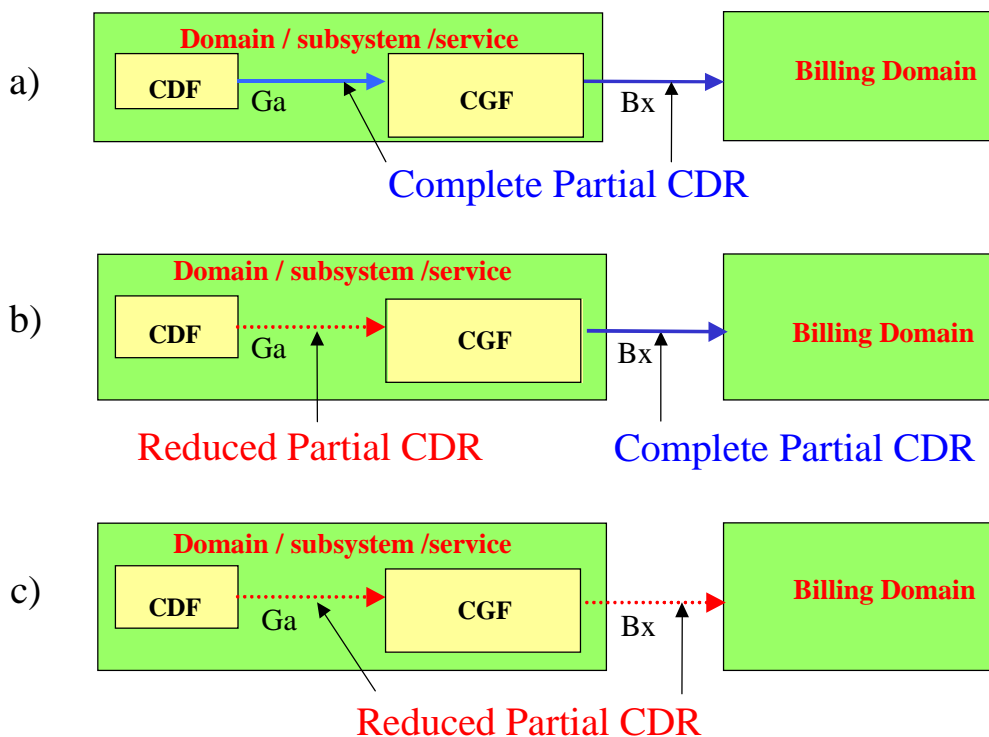 Domain / subsystem /service
Billing Domain
a)
CDF
CGF
Ga
Bx
Complete Partial CDR
Domain / subsystem /service
b)
CDF
CGF
Billing Domain
Ga
Bx
Reduced Partial CDR
Complete Partial CDR
Domain / subsystem /service
Billing Domain
c)
CDF
CGF
Ga
Bx
Reduced Partial CDR